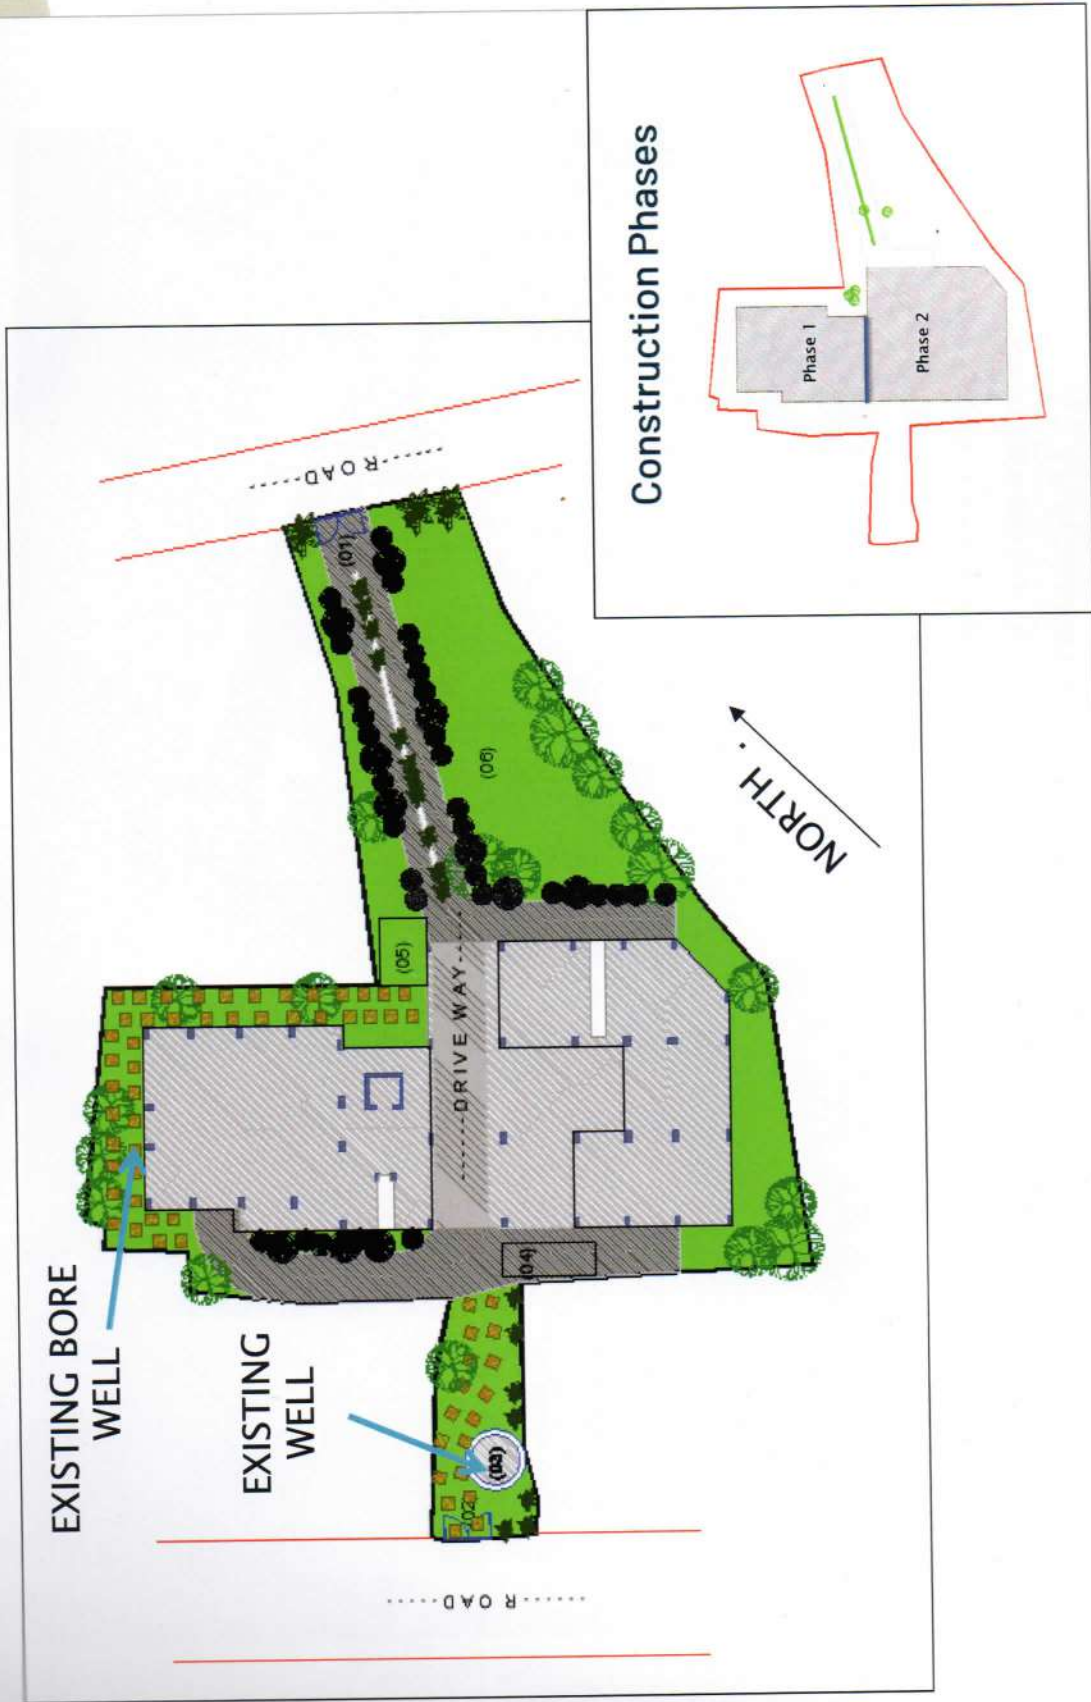 EXISTING BORE
WELL
EXISTING
WELL
ROAD
(02)
(03)
(04)
DRIVE WAY
(05)
(06)
(01)
ROAD
NORTH
Construction Phases
Phase 1
Phase 2